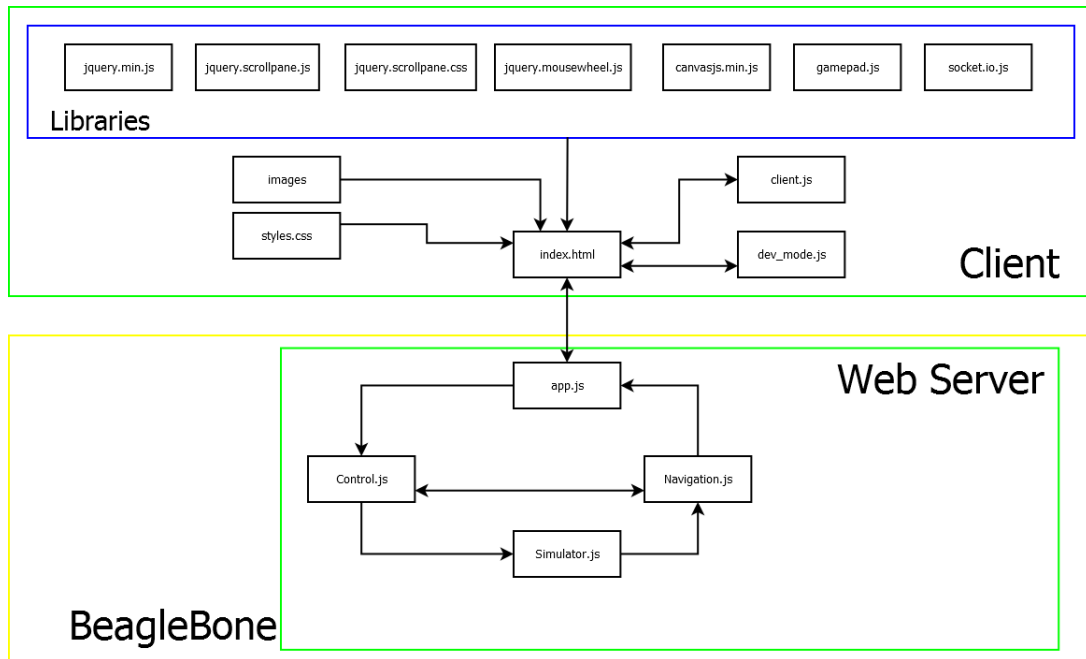 jquery.min.js
jquery.scrollpane.js
jquery.scrollpane.css
jquery.mousewheel.js
canvasjs.min.js
gamepad.js
socket.io.js
Libraries
images
client.js
styles.css
index.html
dev_mode.js
Client
app.js
Web Server
Control.js
Navigation.js
Simulator.js
BeagleBone